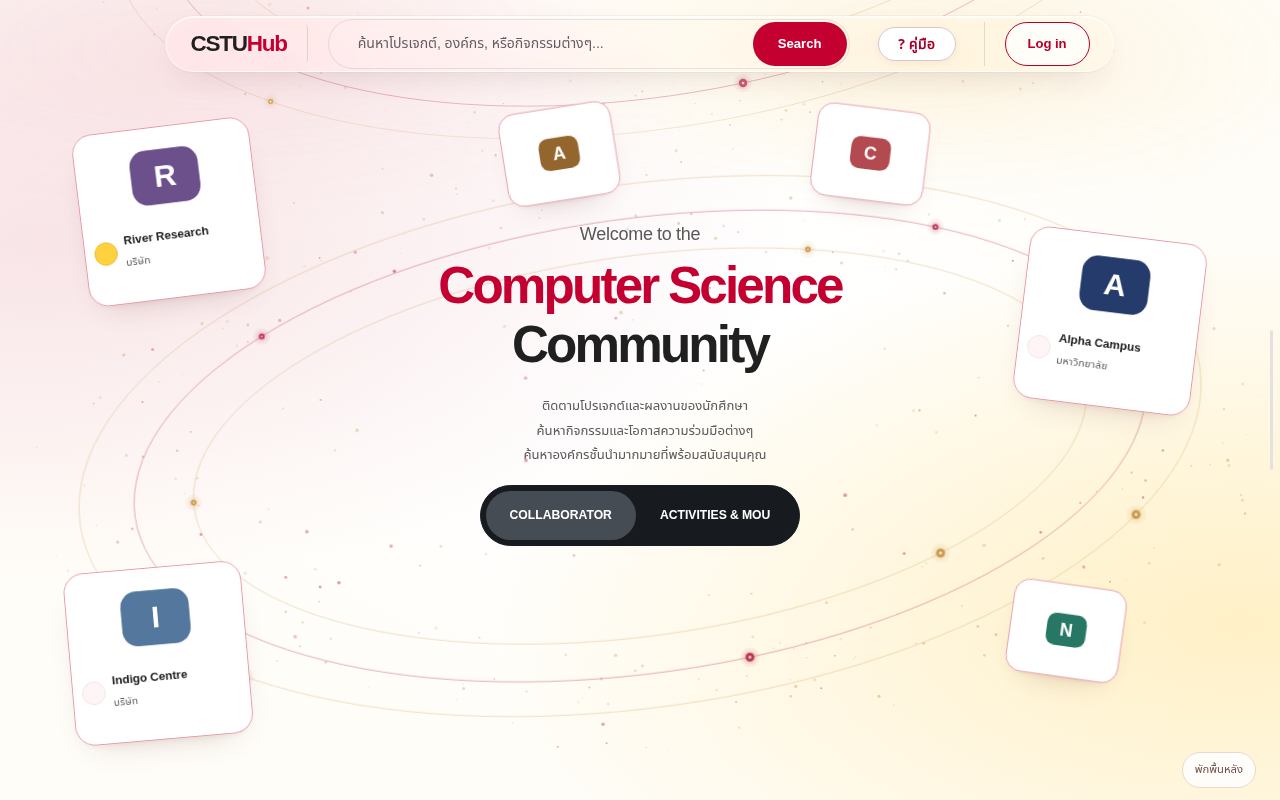 CSTUHub
ค้นหาโปรเจกต์, องค์กร, หรือกิจกรรมต่างๆ...
Search
? คู่มือ
Log in
R
River Research
บริษัท
A
C
A
Alpha Campus
มหาวิทยาลัย
Welcome to the
Computer Science
Community
ติดตามโปรเจกต์และผลงานของนักศึกษา
ค้นหากิจกรรมและโอกาสความร่วมมือต่างๆ
ค้นหาองค์กรชั้นนำมากมายที่พร้อมสนับสนุนคุณ
COLLABORATOR
ACTIVITIES & MOU
I
Indigo Centre
บริษัท
N
พักพื้นหลัง